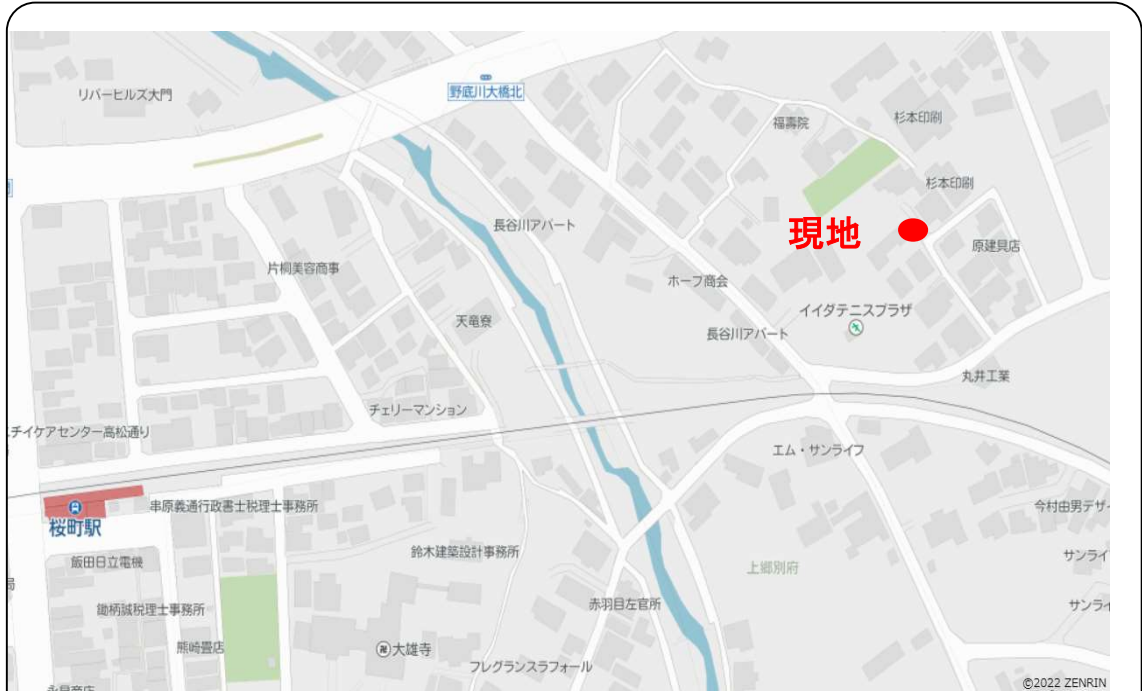 リバーヒルズ大門
野底川大橋北
福壽院
杉本印刷
杉本印刷
現地
原建具店
長谷川アパート
片桐美容商事
ホープ商会
イイダテニスプラザ
天竜寮
長谷川アパート
丸井工業
チェリーマンション
チイケアセンター高松通り
エム・サンライフ
桜町駅
串原義通行政書士税理士事務所
今村由男デザ
飯田日立電機
鈴木建築設計事務所
上郷別府
サンライ
局
鋤柄誠税理士事務所
赤羽目左官所
サンライ
熊崎畳店
卍大雄寺
フレグランスラフォール
©2022 ZENRIN